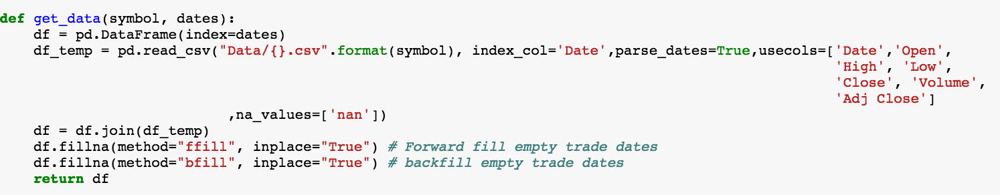 def get_data(symbol, dates):
    df = pd.DataFrame(index=dates)
    df_temp = pd.read_csv("Data/{}.csv".format(symbol), index_col='Date',parse_dates=True,usecols=['Date','Open',
                                                                                                   'High', 'Low',
                                                                                                   'Close', 'Volume',
                                                                                                   'Adj Close']
                           ,na_values=['nan'])
    df = df.join(df_temp)
    df.fillna(method="ffill", inplace="True") # Forward fill empty trade dates
    df.fillna(method="bfill", inplace="True") # backfill empty trade dates
    return df